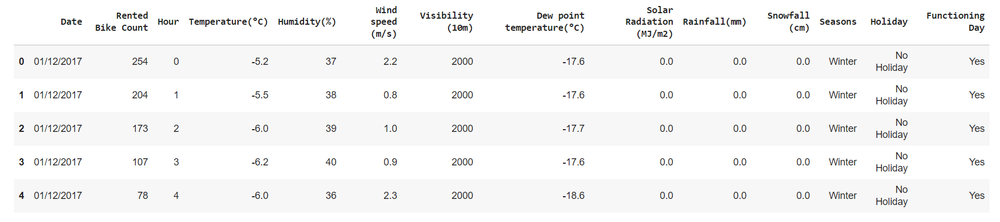 Date Rented Bike Count Hour Temperature(°C) Humidity(%) Wind speed (m/s) Visibility (10m) Dew point temperature(°C) Solar Radiation (MJ/m2) Rainfall(mm) Snowfall (cm) Seasons Holiday Functioning Day
0 01/12/2017 254 0 -5.2 37 2.2 2000 -17.6 0.0 0.0 0.0 Winter No Holiday Yes
1 01/12/2017 204 1 -5.5 38 0.8 2000 -17.6 0.0 0.0 0.0 Winter No Holiday Yes
2 01/12/2017 173 2 -6.0 39 1.0 2000 -17.7 0.0 0.0 0.0 Winter No Holiday Yes
3 01/12/2017 107 3 -6.2 40 0.9 2000 -17.6 0.0 0.0 0.0 Winter No Holiday Yes
4 01/12/2017 78 4 -6.0 36 2.3 2000 -18.6 0.0 0.0 0.0 Winter No Holiday Yes